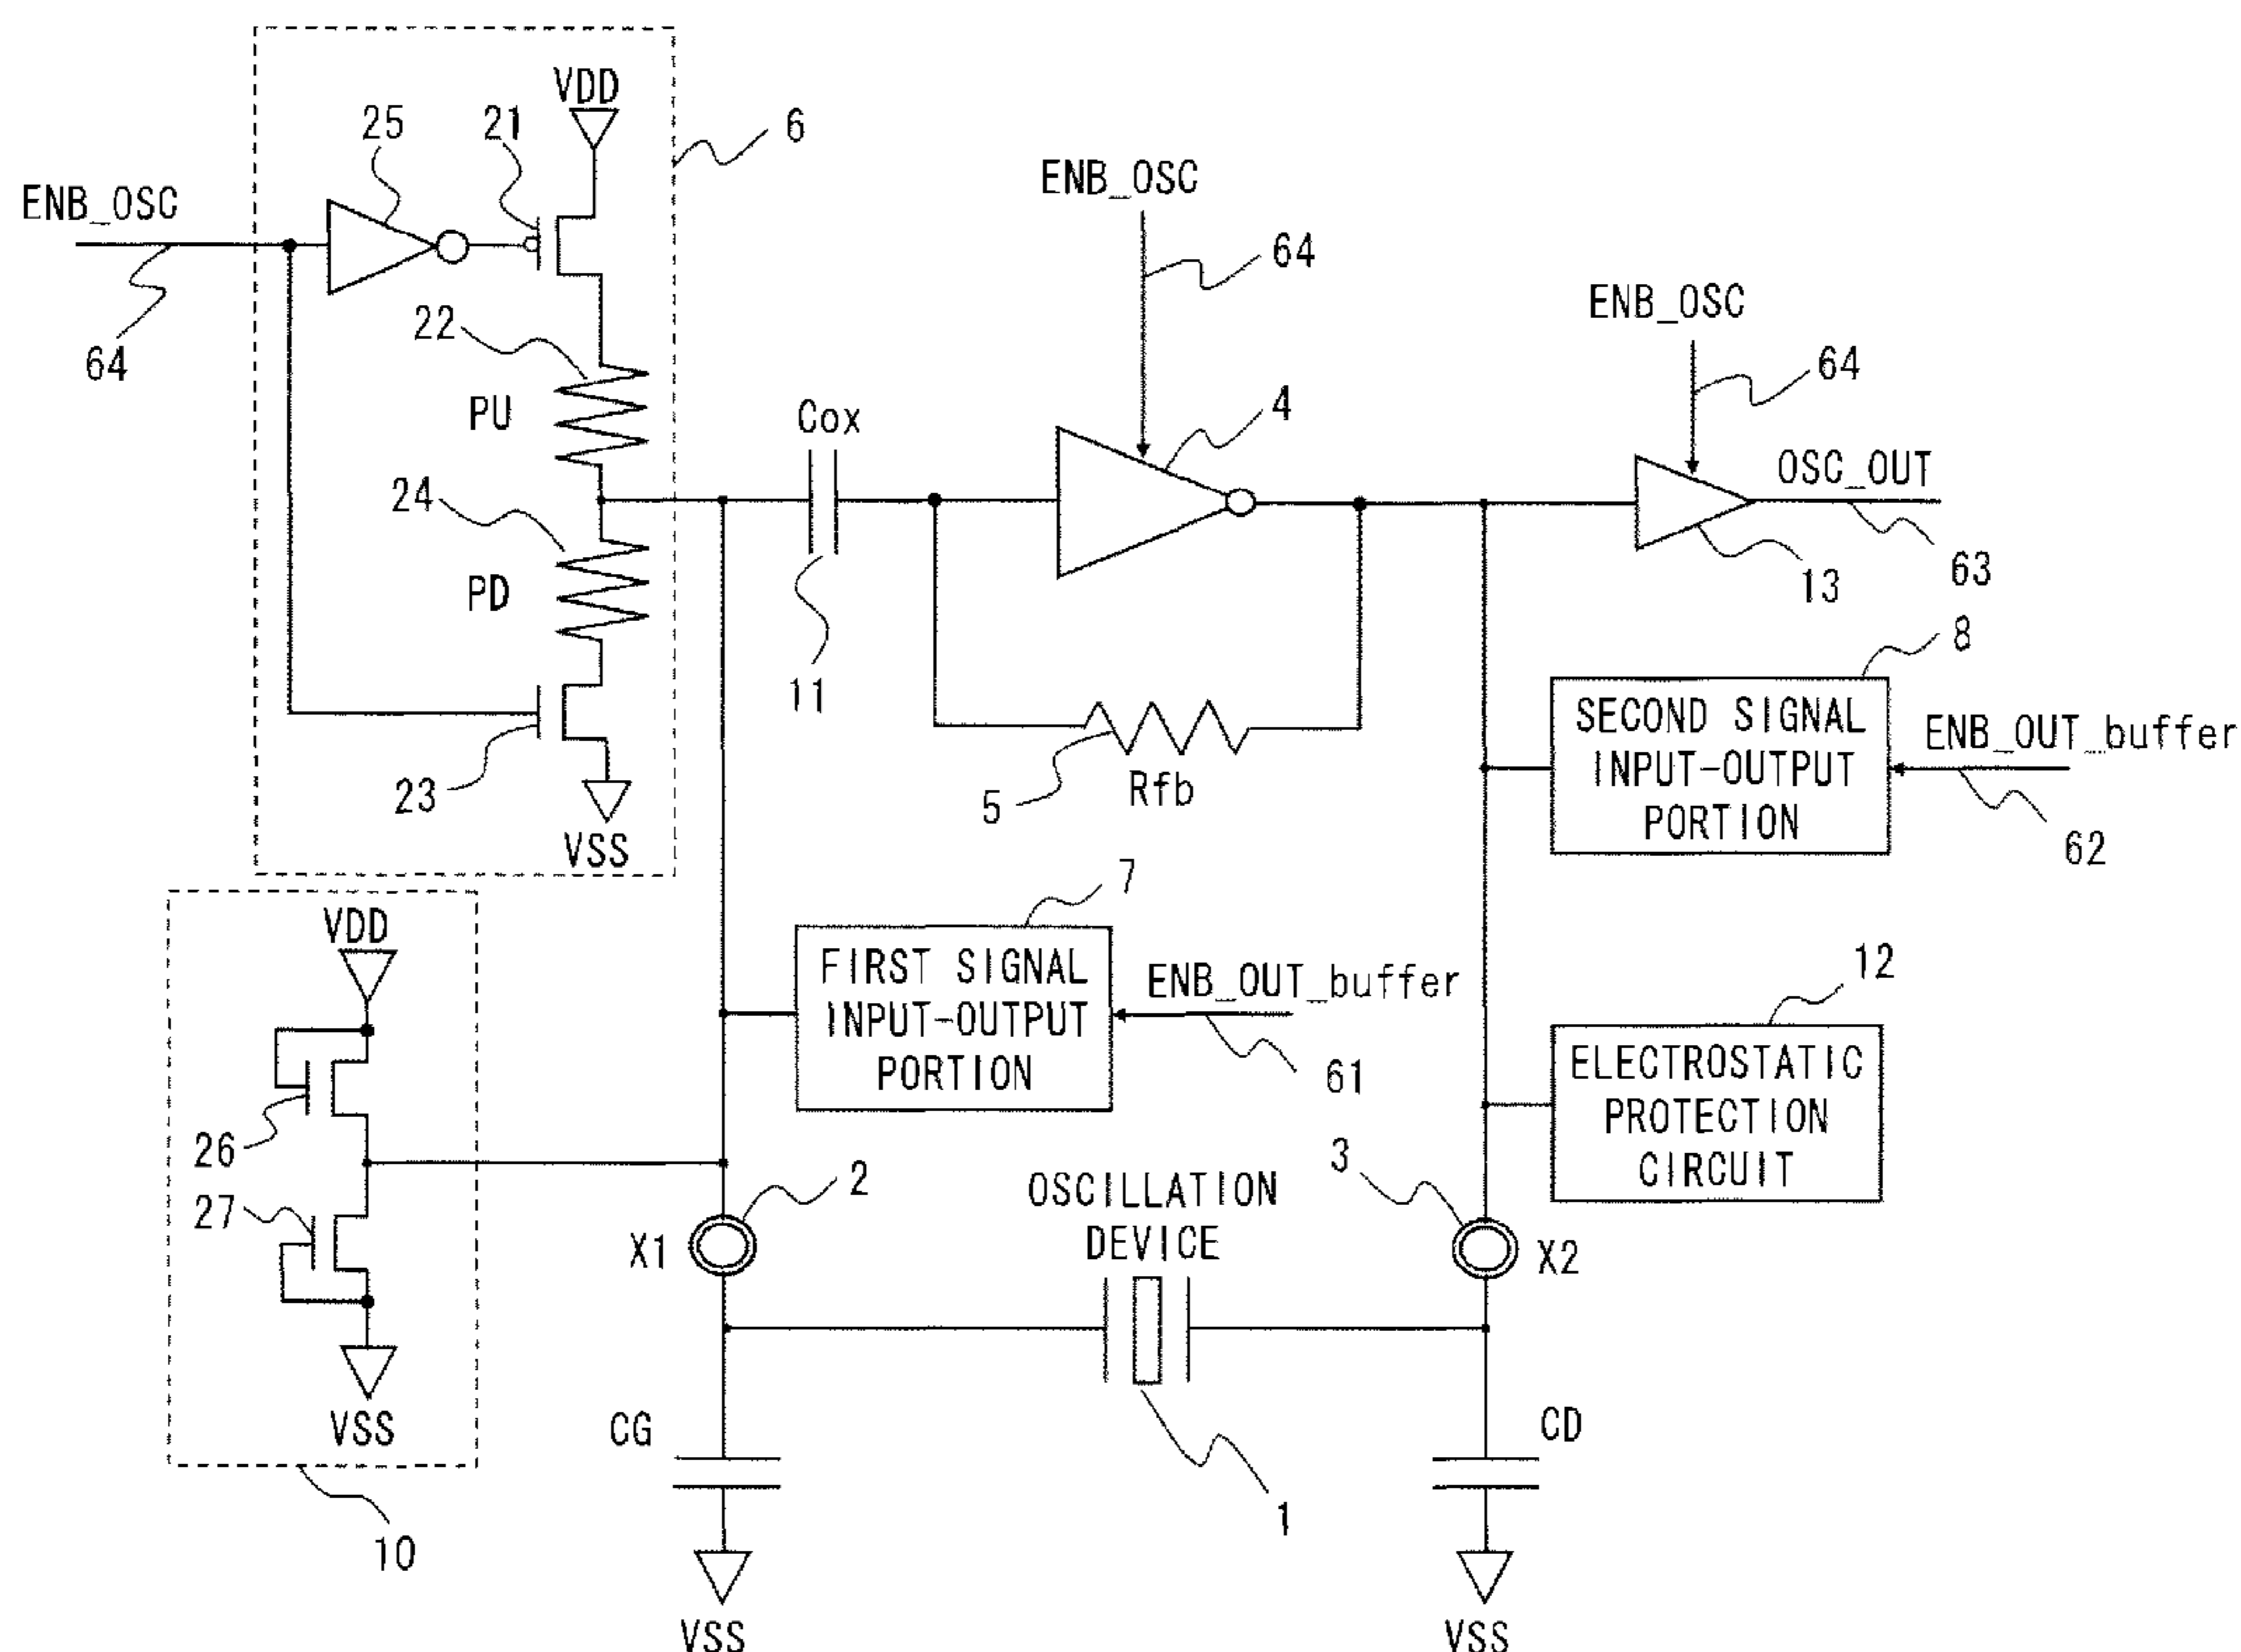 VDD
25
21
6
ENB_OSC
64
22
PU
24
PD
23
VSS
Cox
11
ENB_OSC
64
4
5
Rfb
ENB_OSC
64
OSC_OUT
63
13
8
SECOND SIGNAL
INPUT-OUTPUT
PORTION
ENB_OUT_buffer
62
7
FIRST SIGNAL
INPUT-OUTPUT
PORTION
ENB_OUT_buffer
61
12
ELECTROSTATIC
PROTECTION
CIRCUIT
VDD
26
27
VSS
10
2
X1
OSCILLATION
DEVICE
3
X2
1
CG
VSS
CD
VSS